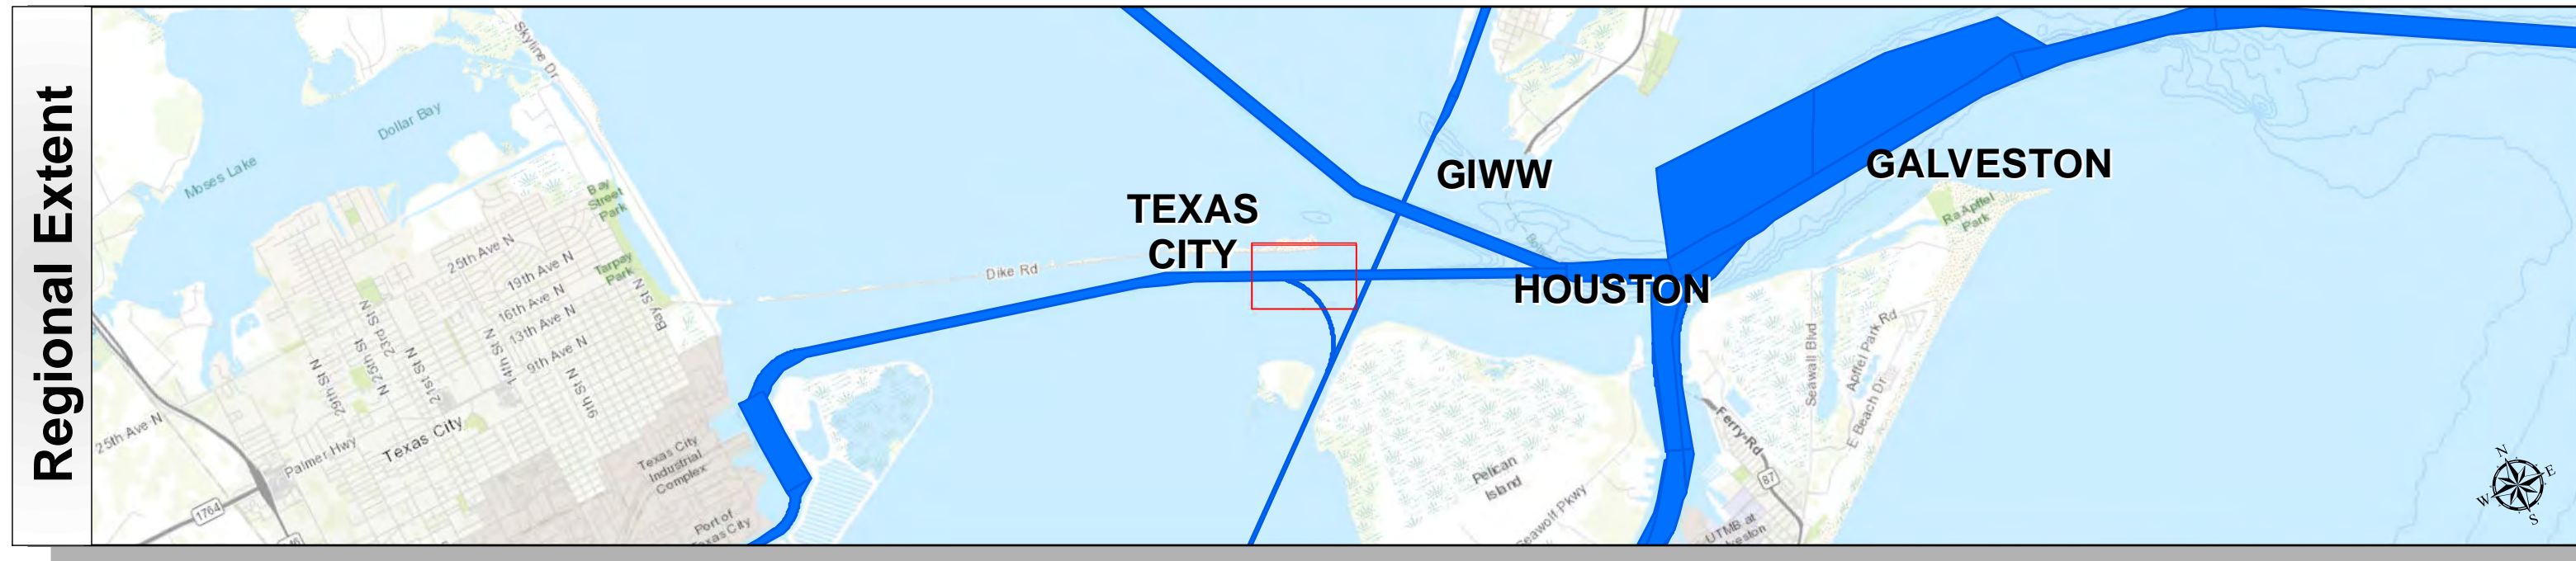 Regional Extent
Skyline Dr
Dollar Bay
Moses Lake
Bay
Street
Park
25th Ave N
19th Ave N
Tarpay
Park
16th Ave N
13th Ave N
9th Ave N
Bay St N
29th St N
N 25th St
23rd St N
21st St N
14th St N
9th St N
25th Ave N
Palmer Hwy
Texas City
Texas City
Industrial
Complex
Port of
Texas City
1764
Dike Rd
TEXAS
CITY
GIWW
HOUSTON
GALVESTON
Ra Apffel
Park
Seawall Blvd
Apffel Park Rd
E Beach Dr
Ferry Rd
87
Pelican
Island
Seawolf Pkwy
UTMB at
N
E
S
W